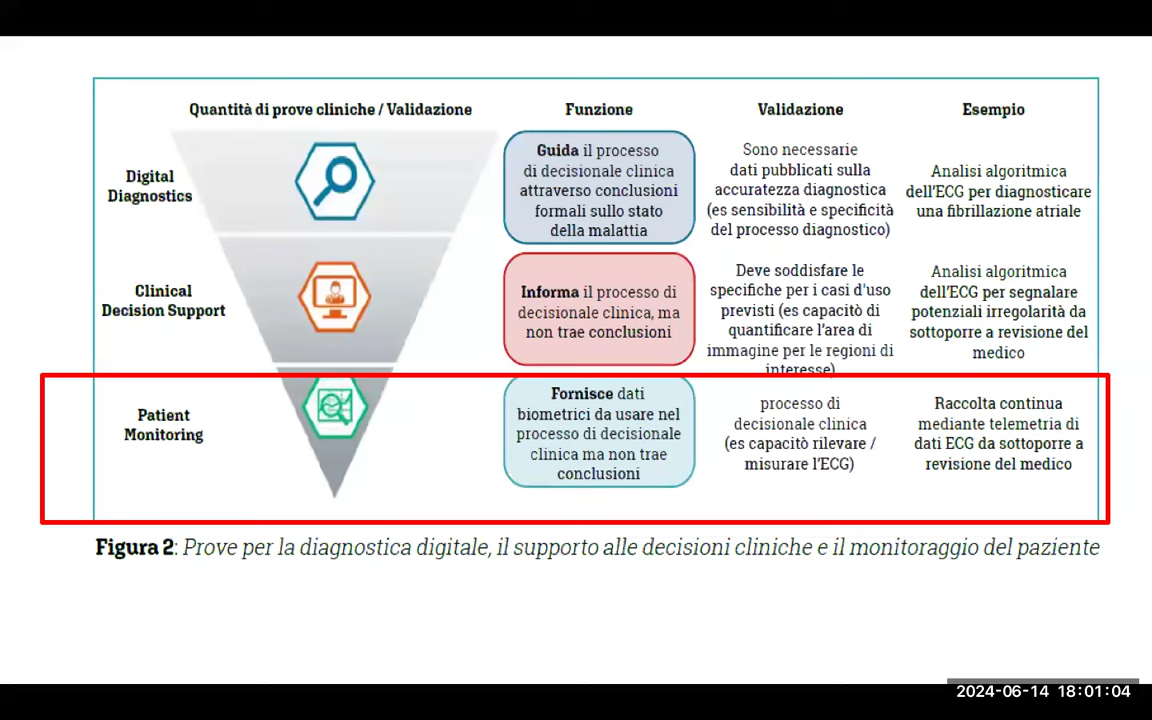 Quantità di prove cliniche / Validazione
Funzione
Validazione
Esempio
Digital
Diagnostics
Guida il processo
di decisionale clinica
attraverso conclusioni
formali sullo stato
della malattia
Sono necessarie
dati pubblicati sulla
accuratezza diagnostica
(es sensibilità e specificità
del processo diagnostico)
Analisi algoritmica
dell'ECG per diagnosticare
una fibrillazione atriale
Clinical
Decision Support
Informa il processo di
decisionale clinica, ma
non trae conclusioni
Deve soddisfare le
specifiche per i casi d'uso
previsti (es capacità di
quantificare l'area di
immagine per le regioni di
interesse)
Analisi algoritmica
dell'ECG per segnalare
potenziali irregolarità da
sottoporre a revisione del
medico
Patient
Monitoring
Fornisce dati
biometrici da usare nel
processo di decisionale
clinica ma non trae
conclusioni
processo di
decisionale clinica
(es capacitò rilevare /
misurare l'ECG)
Raccolta continua
mediante telemetria di
dati ECG da sottoporre a
revisione del medico
Figura 2: Prove per la diagnostica digitale, il supporto alle decisioni cliniche e il monitoraggio del paziente
2024-06-14 18:01:04